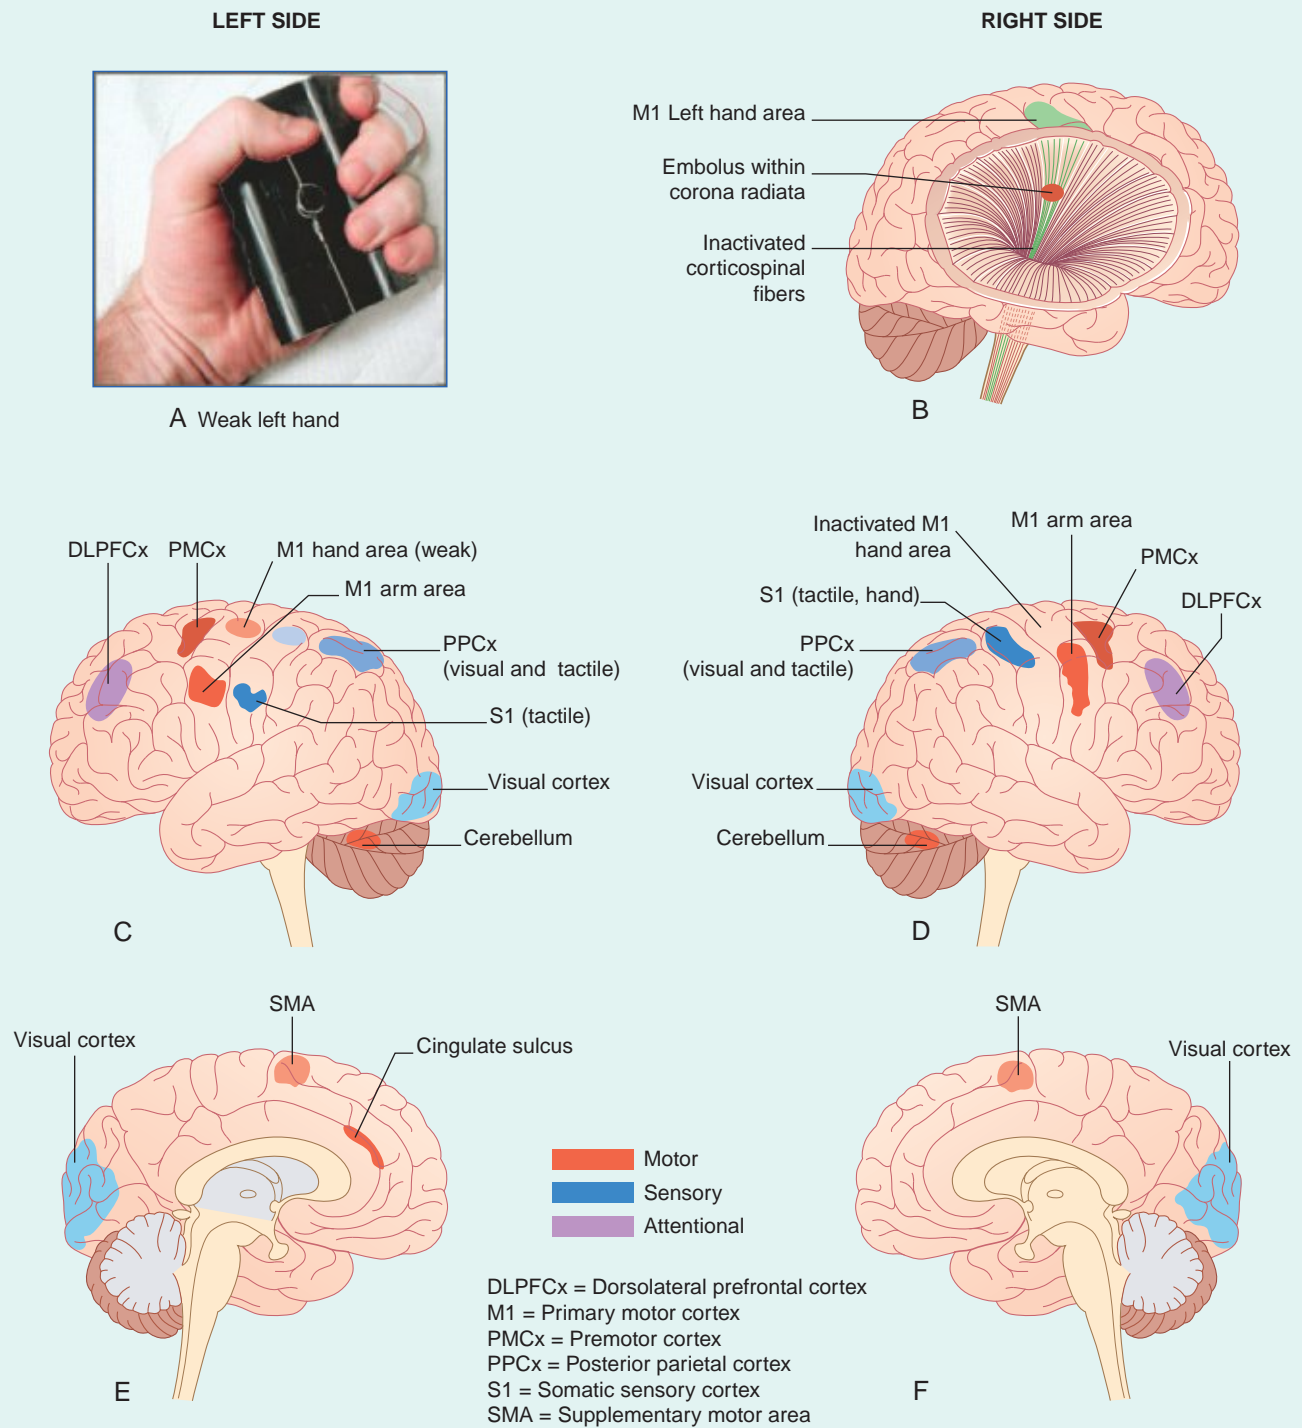 LEFT SIDE
RIGHT SIDE
M1 Left hand area
Embolus within
corona radiata
Inactivated
corticospinal
fibers
A Weak left hand
B
DLPFCx
PMCx
M1 hand area (weak)
M1 arm area
PPCx
(visual and tactile)
S1 (tactile)
Visual cortex
Cerebellum
C
Inactivated M1
hand area
M1 arm area
PMCx
S1 (tactile, hand)
DLPFCx
PPCx
(visual and tactile)
Visual cortex
Cerebellum
D
SMA
Visual cortex
Cingulate sulcus
E
SMA
Visual cortex
F
Motor
Sensory
Attentional
DLPFCx = Dorsolateral prefrontal cortex
M1 = Primary motor cortex
PMCx = Premotor cortex
PPCx = Posterior parietal cortex
S1 = Somatic sensory cortex
SMA = Supplementary motor area